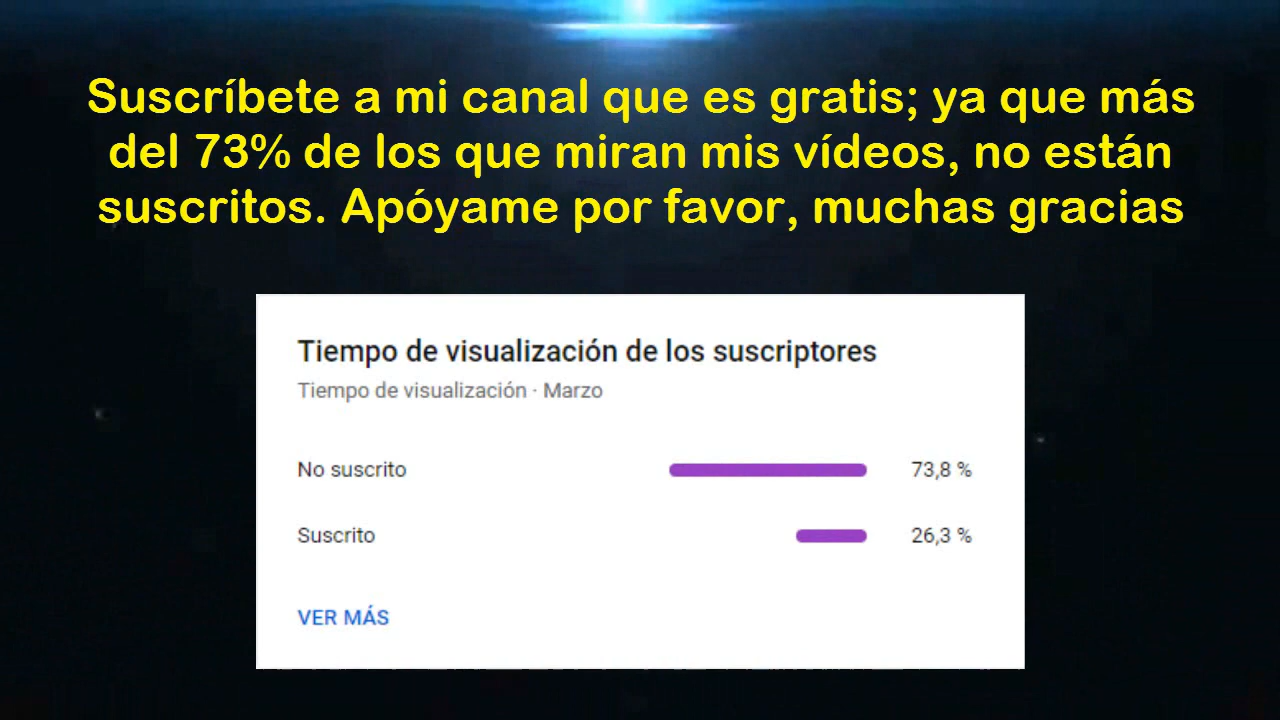 Suscríbete a mi canal que es gratis; ya que más
del 73% de los que miran mis vídeos, no están
suscritos. Apóyame por favor, muchas gracias
Tiempo de visualización de los suscriptores
Tiempo de visualización · Marzo
No suscrito 73,8 %
Suscrito 26,3 %
VER MÁS